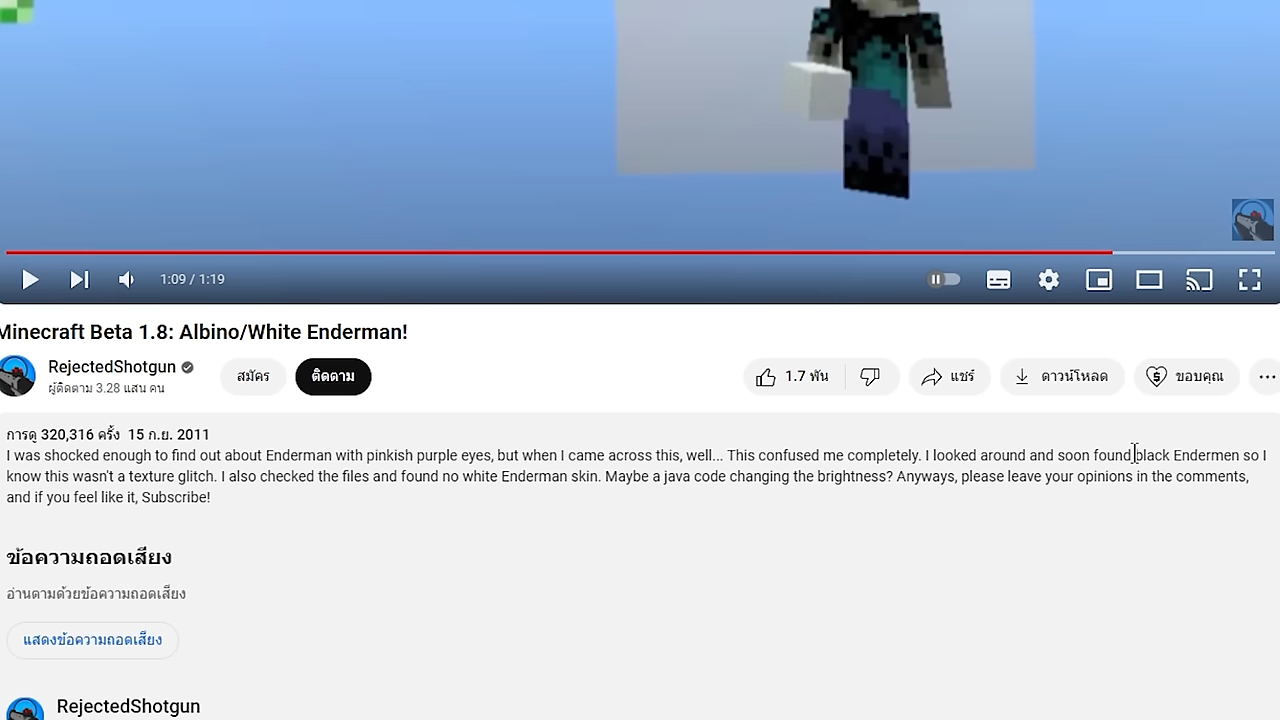 1:09 / 1:19
Minecraft Beta 1.8: Albino/White Enderman!
RejectedShotgun
ผู้ติดตาม 3.28 แสน คน
สมัคร
ติดตาม
1.7 พัน
แชร์
ดาวน์โหลด
ขอบคุณ
การดู 320,316 ครั้ง 15 ก.ย. 2011
I was shocked enough to find out about Enderman with pinkish purple eyes, but when I came across this, well... This confused me completely. I looked around and soon found black Endermen so I
know this wasn't a texture glitch. I also checked the files and found no white Enderman skin. Maybe a java code changing the brightness? Anyways, please leave your opinions in the comments,
and if you feel like it, Subscribe!
ข้อความถอดเสียง
อ่านตามด้วยข้อความถอดเสียง
แสดงข้อความถอดเสียง
RejectedShotgun